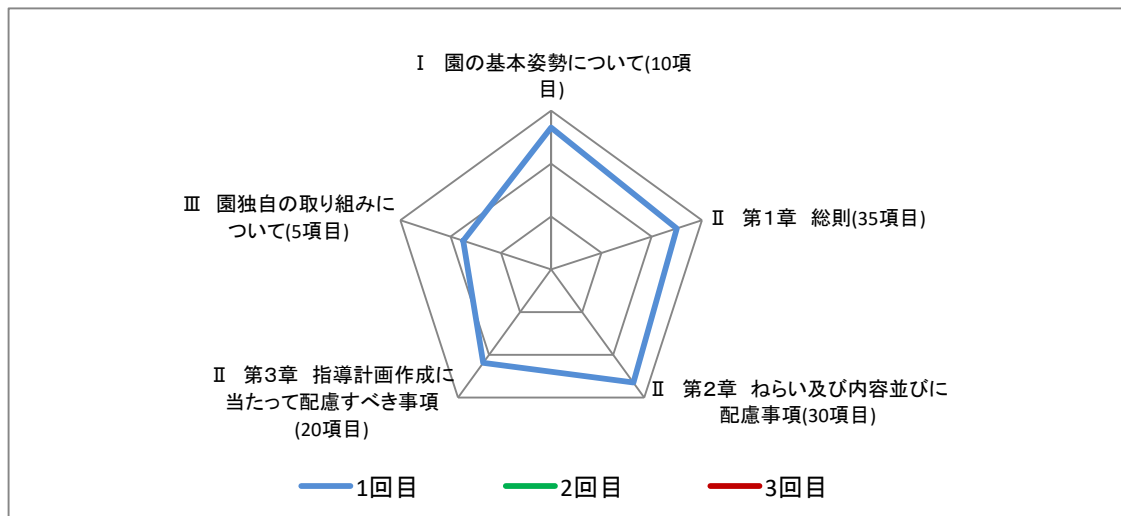 Ⅰ　園の基本姿勢について(10項
目)
Ⅱ　第１章　総則(35項目)
Ⅱ　第２章　ねらい及び内容並びに
配慮事項(30項目)
Ⅱ　第３章　指導計画作成に
当たって配慮すべき事項
(20項目)
Ⅲ　園独自の取り組みに
ついて(5項目)
1回目
2回目
3回目